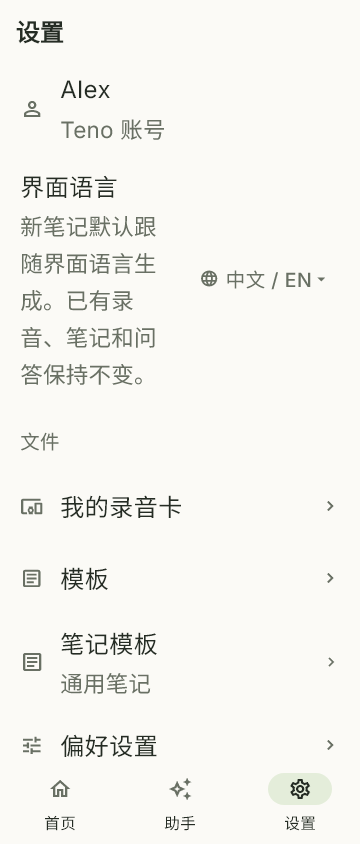 设置
Alex
Teno 账号
界面语言
新笔记默认跟
随界面语言生
成。已有录
音、笔记和问
答保持不变。
中文 / EN
文件
我的录音卡
模板
笔记模板
通用笔记
偏好设置
首页
助手
设置